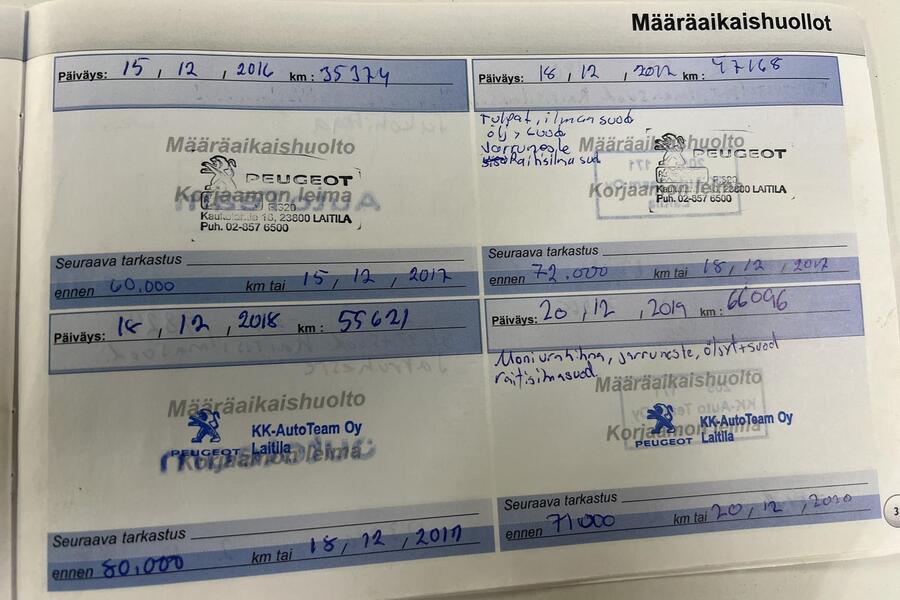 Määräaikaishuollot
Päiväys: 15, 12, 2016 km: 35374
Määräaikaishuolto
PEUGEOT
Korjaamon leima
23800 LAITILA
Puh. 02-857 6500
Seuraava tarkastus
ennen 60.000 km tai 15, 12, 2017
Päiväys: 18, 12, 2017 km: 47168
Tulpat, ilmansuod
öljy suod
Jarruneste
Raitisilmasuod
Määräaikaishuolto
PEUGEOT
Korjaamon leima
23800 LAITILA
Puh. 02-857 6500
Seuraava tarkastus
ennen 72.000 km tai 18, 12, 2017
Päiväys: 18, 12, 2018 km: 55621
Määräaikaishuolto
KK-AutoTeam Oy
PEUGEOT Laitila
Korjaamon leima
Seuraava tarkastus
ennen 80,000 km tai 18, 12, 2017
Päiväys: 20, 12, 2019 km: 66096
Moniurahihna, jarruneste, öljyt+suod
raitisilmasuod.
Määräaikaishuolto
KK-AutoTeam Oy
PEUGEOT Laitila
Korjaamon leima
Seuraava tarkastus
ennen 71000 km tai 20, 12, 2020
3